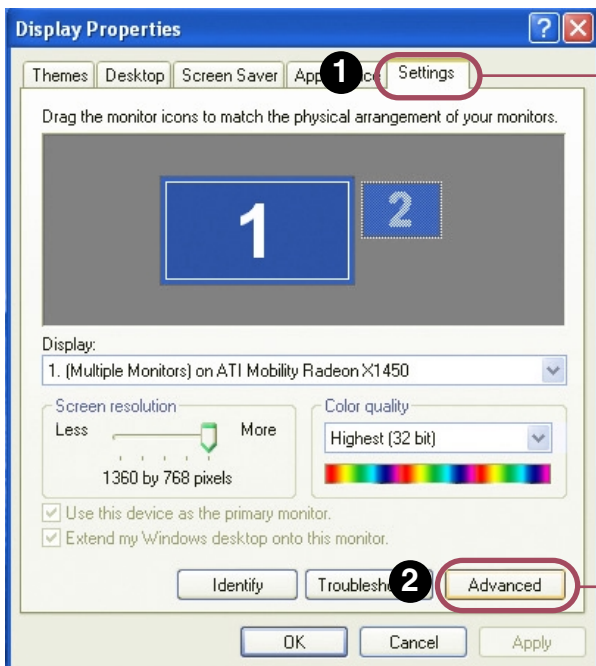 Display Properties
Themes Desktop Screen Saver 1 Settings
Drag the monitor icons to match the physical arrangement of your monitors.
1 2
Display:
1. (Multiple Monitors) on ATI Mobility Radeon X1450
Screen resolution
Less More
1360 by 768 pixels
Color quality
Highest (32 bit)
Use this device as the primary monitor.
Extend my Windows desktop onto this monitor.
Identify 2 Advanced
OK Cancel Apply